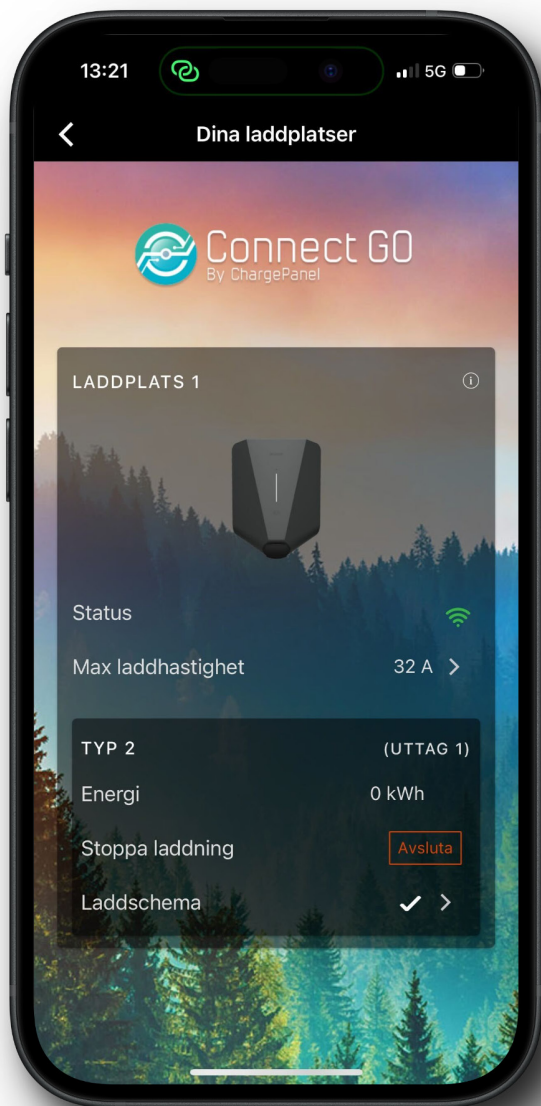 13:21
5G
Dina laddplatser
Connect GO
By ChargePanel
LADDPLATS 1
Status
Max laddhastighet 32 A
TYP 2 (UTTAG 1)
Energi 0 kWh
Stoppa laddning Avsluta
Laddschema